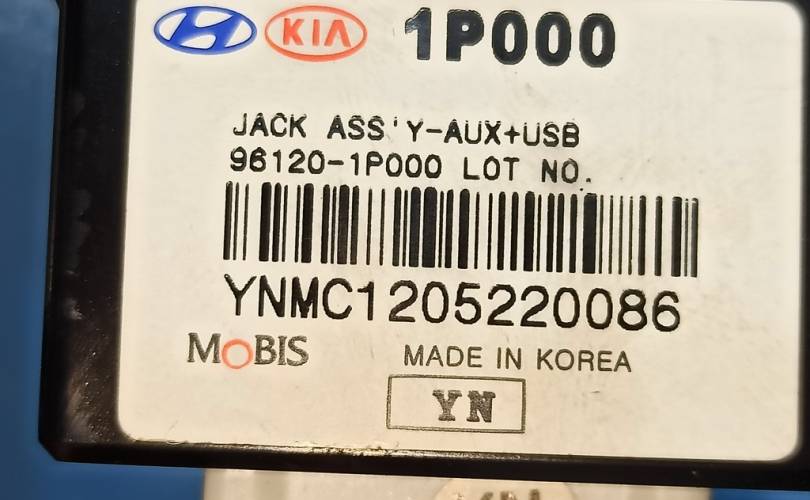 KIA 1P000
JACK ASS'Y-AUX+USB
96120-1P000 LOT NO.
YNMC1205220086
MOBIS MADE IN KOREA
YN